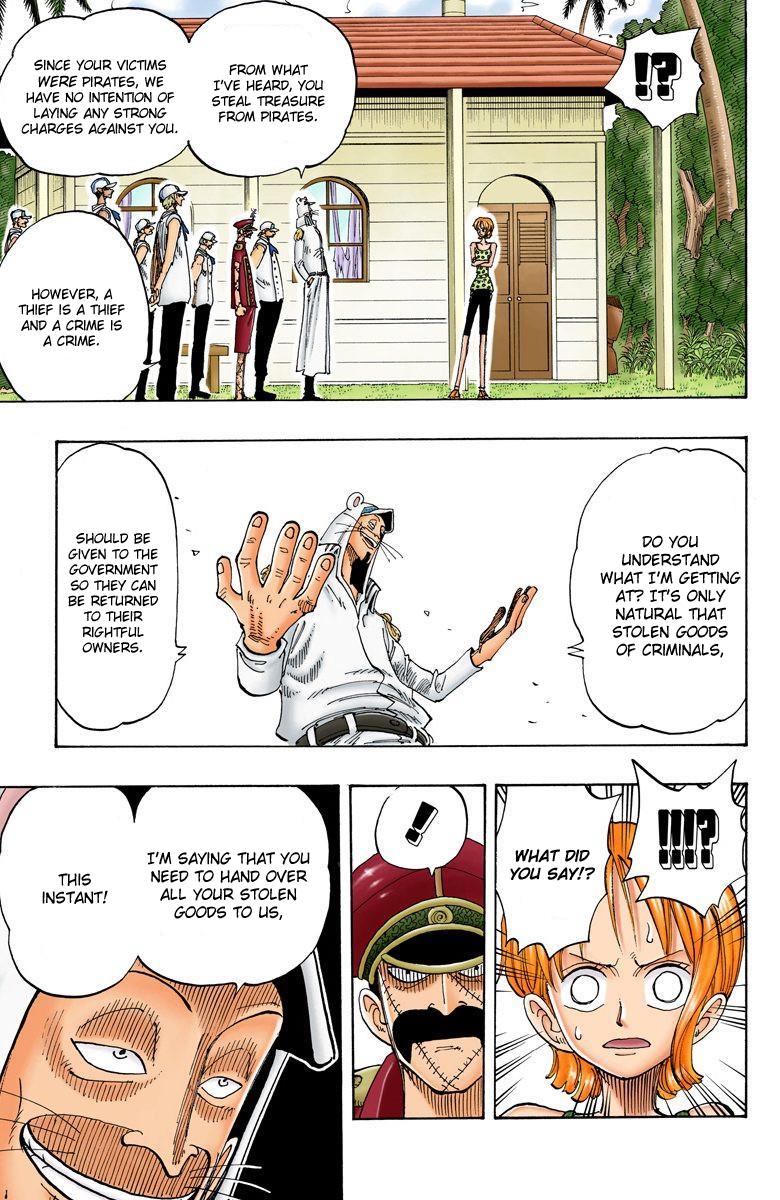 !?
FROM WHAT
I'VE HEARD, YOU
STEAL TREASURE
FROM PIRATES.
SINCE YOUR VICTIMS
WERE PIRATES, WE
HAVE NO INTENTION OF
LAYING ANY STRONG
CHARGES AGAINST YOU.
HOWEVER, A
THIEF IS A THIEF
AND A CRIME IS
A CRIME.
DO YOU
UNDERSTAND
WHAT I'M GETTING
AT? IT'S ONLY
NATURAL THAT
STOLEN GOODS
OF CRIMINALS,
SHOULD BE
GIVEN TO THE
GOVERNMENT
SO THEY CAN
BE RETURNED
TO THEIR
RIGHTFUL
OWNERS.
!!!?
WHAT DID
YOU SAY!?
!
I'M SAYING THAT YOU
NEED TO HAND OVER
ALL YOUR STOLEN
GOODS TO US,
THIS
INSTANT!